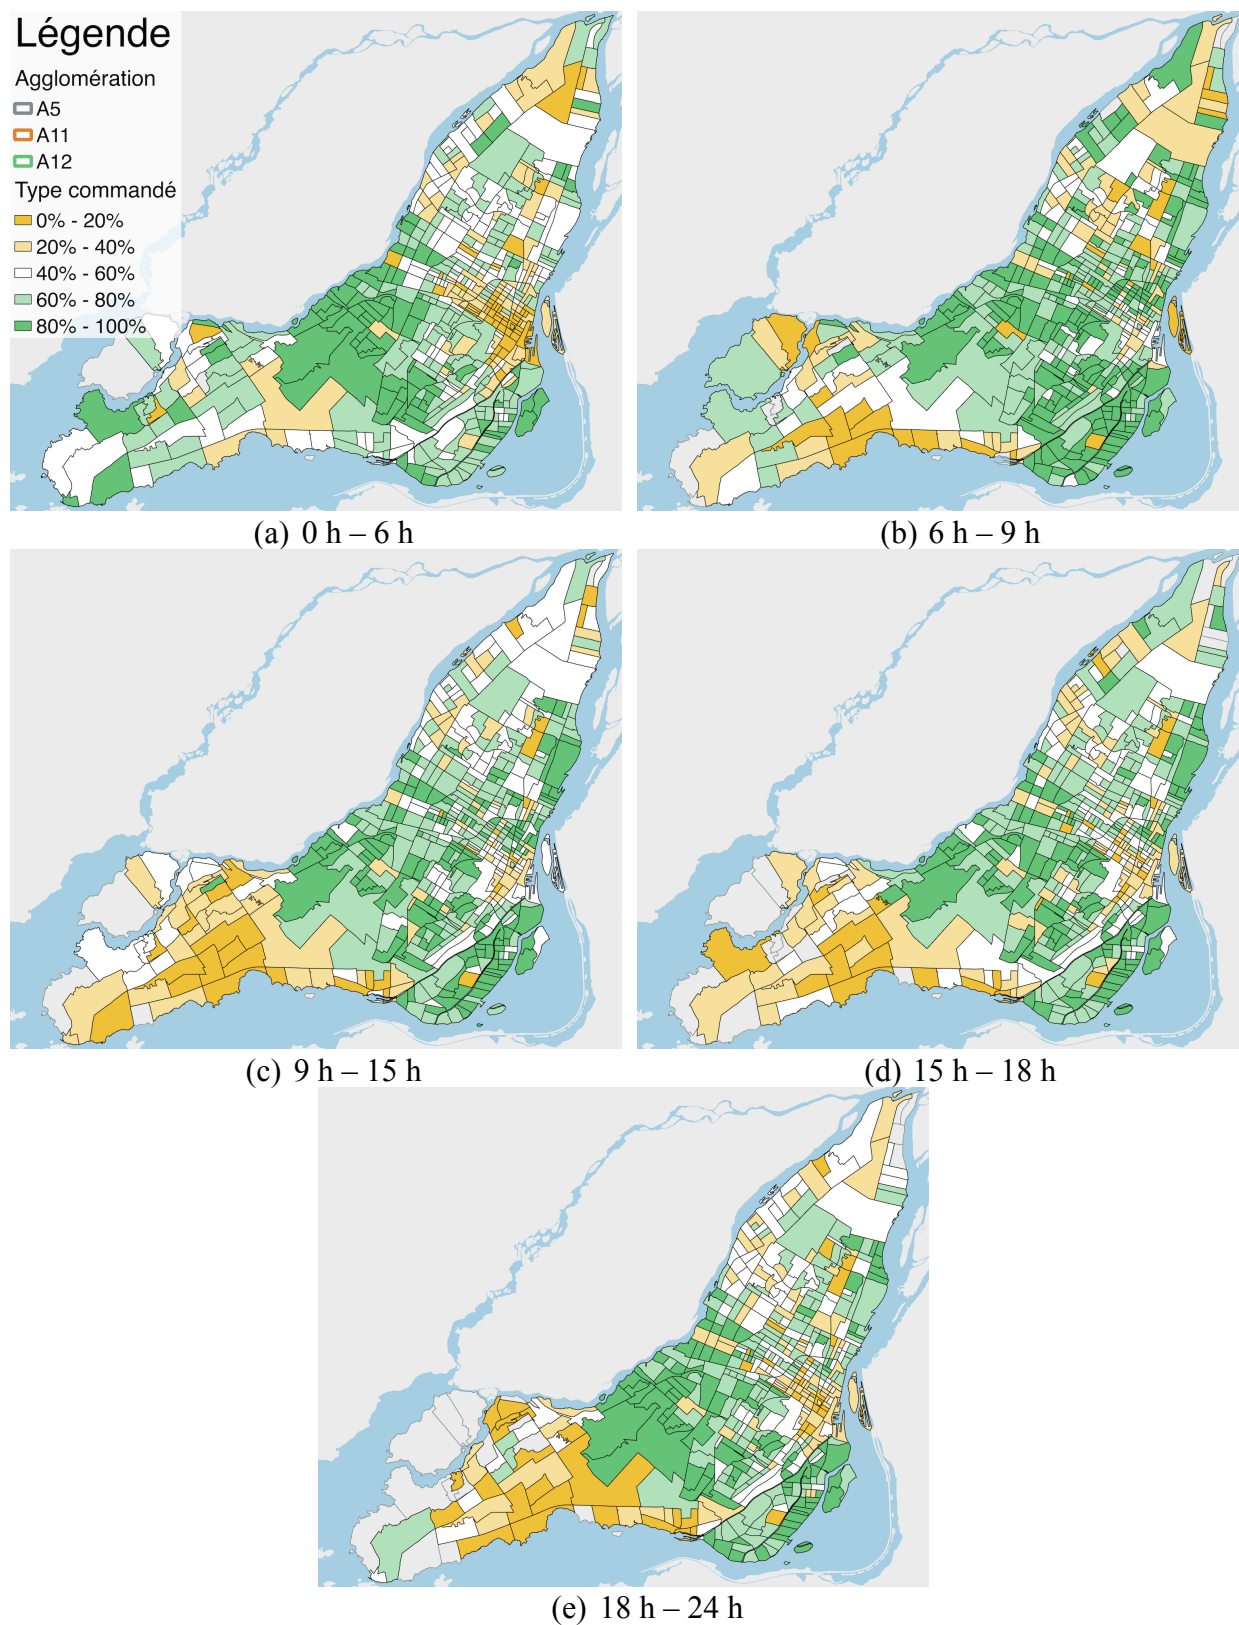 Légende
Agglomération
A5
A11
A12
Type commandé
0% - 20%
20% - 40%
40% - 60%
60% - 80%
80% - 100%
(a) 0 h – 6 h
(b) 6 h – 9 h
(c) 9 h – 15 h
(d) 15 h – 18 h
(e) 18 h – 24 h